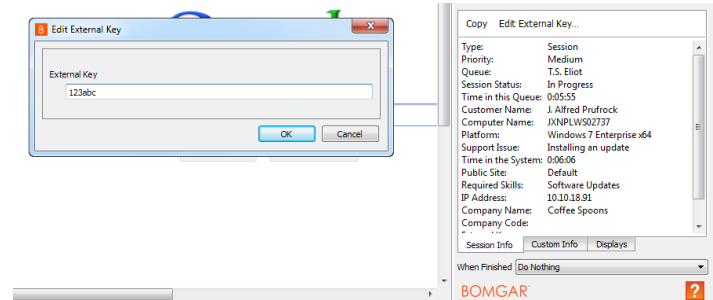 Edit External Key
External Key
123abc
OK Cancel
Copy Edit External Key...
Type: Session
Priority: Medium
Queue: T.S. Eliot
Session Status: In Progress
Time in this Queue: 0:05:55
Customer Name: J. Alfred Prufrock
Computer Name: JXNPLWS02737
Platform: Windows 7 Enterprise x64
Support Issue: Installing an update
Time in the System: 0:06:06
Public Site: Default
Required Skills: Software Updates
IP Address: 10.10.18.91
Company Name: Coffee Spoons
Company Code:
Session Info Custom Info Displays
When Finished Do Nothing
BOMGAR ?